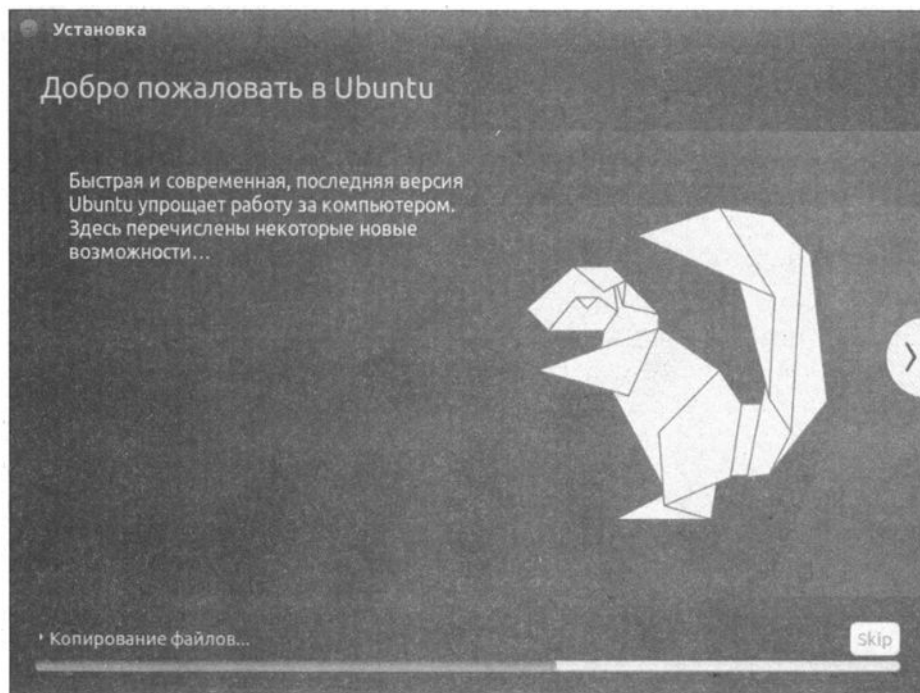 Установка
Добро пожаловать в Ubuntu
Быстрая и современная, последняя версия
Ubuntu упрощает работу за компьютером.
Здесь перечислены некоторые новые
возможности...
Копирование файлов...
Skip